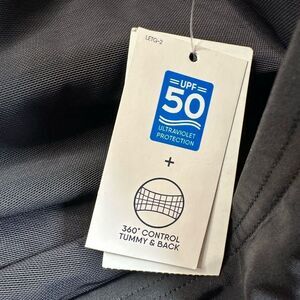 LETG-2
UPF
50
ULTRAVIOLET
PROTECTION
+
360° CONTROL
TUMMY & BACK